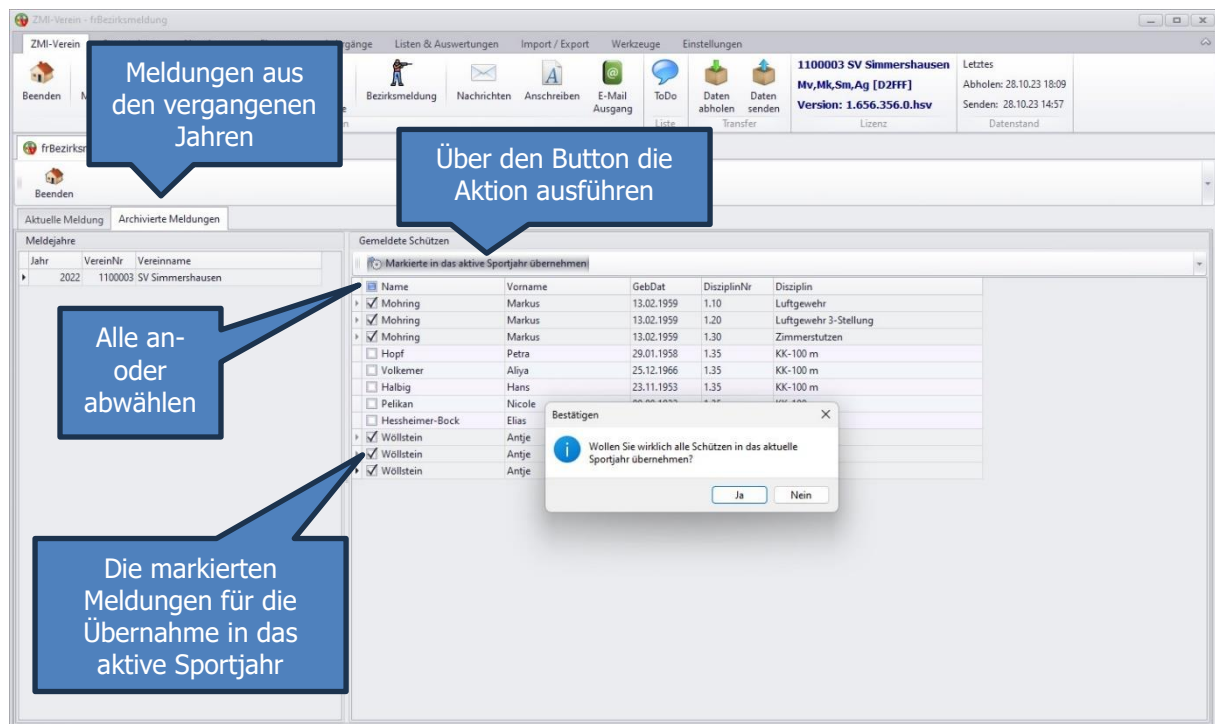 ZMI-Verein - frBezirksmeldung
ZMI-Verein
Listen & Auswertungen Import / Export Werkzeuge Einstellungen
Beenden
Bezirksmeldung Nachrichten Anschreiben E-Mail Ausgang ToDo Daten abholen Daten senden
Liste Transfer Lizenz Datenstand
1100003 SV Simmershausen
Mv,Mk,Sm,Ag [D2FFF]
Version: 1.656.356.0.hsv
Letztes
Abholen: 28.10.23 18:09
Senden: 28.10.23 14:57
Meldungen aus
den vergangenen
Jahren
Über den Button die
Aktion ausführen
Beenden
Aktuelle Meldung Archivierte Meldungen
Meldejahre
Jahr VereinNr Vereinname
2022 1100003 SV Simmershausen
Gemeldete Schützen
Markierte in das aktive Sportjahr übernehmen
Name Vorname GebDat DisziplinNr Disziplin
Mohring Markus 13.02.1959 1.10 Luftgewehr
Mohring Markus 13.02.1959 1.20 Luftgewehr 3-Stellung
Mohring Markus 13.02.1959 1.30 Zimmerstutzen
Hopf Petra 29.01.1958 1.35 KK-100 m
Volkemer Aliya 25.12.1966 1.35 KK-100 m
Halbig Hans 23.11.1953 1.35 KK-100 m
Pelikan Nicole
Hessheimer-Bock Elias
Wöllstein Antje
Wöllstein Antje
Wöllstein Antje
Bestätigen
Wollen Sie wirklich alle Schützen in das aktuelle
Sportjahr übernehmen?
Ja Nein
Alle an-
oder
abwählen
Die markierten
Meldungen für die
Übernahme in das
aktive Sportjahr